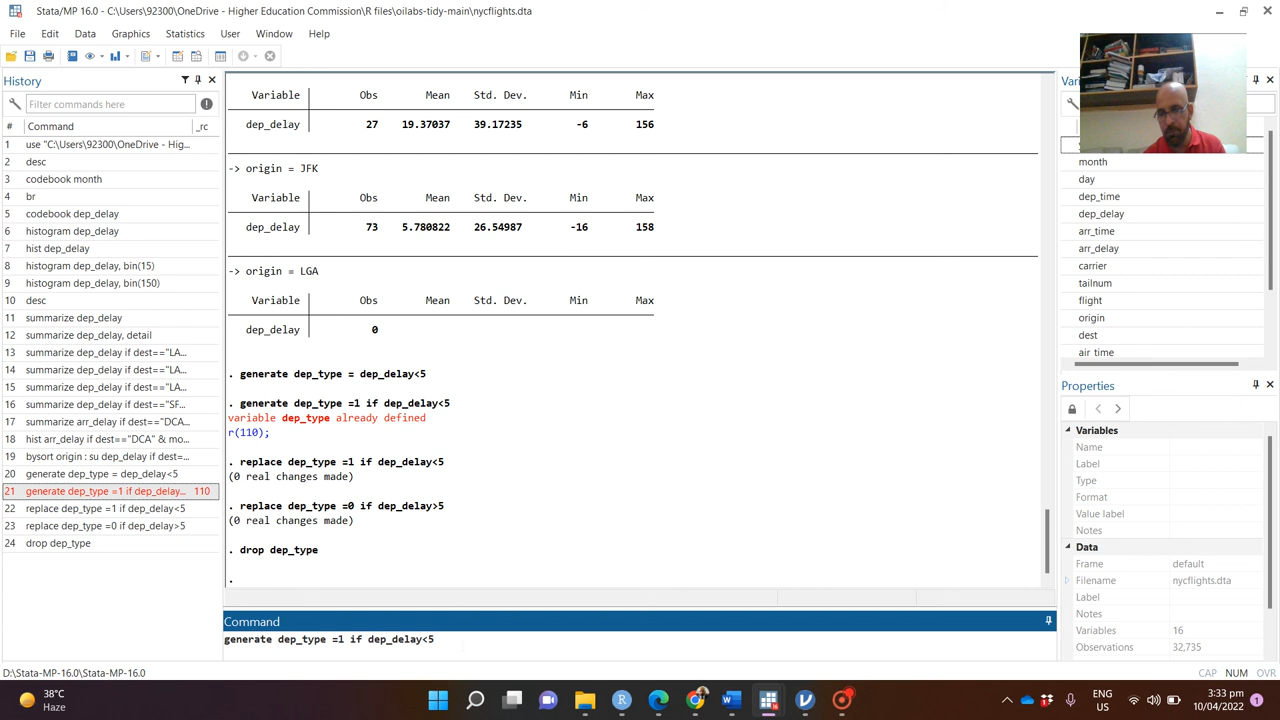 Stata/MP 16.0 - C:\Users\92300\OneDrive - Higher Education Commission\R files\oilabs-tidy-main\nycflights.dta
File Edit Data Graphics Statistics User Window Help
History
Filter commands here
# Command _rc
1 use "C:\Users\92300\OneDrive - Hig...
2 desc
3 codebook month
4 br
5 codebook dep_delay
6 histogram dep_delay
7 hist dep_delay
8 histogram dep_delay, bin(15)
9 histogram dep_delay, bin(150)
10 desc
11 summarize dep_delay
12 summarize dep_delay, detail
13 summarize dep_delay if dest=="LA...
14 summarize dep_delay if dest=="LA...
15 summarize dep_delay if dest=="LA...
16 summarize dep_delay if dest=="SF...
17 summarize arr_delay if dest=="DCA...
18 hist arr_delay if dest=="DCA" & mo...
19 bysort origin : su dep_delay if dest=...
20 generate dep_type = dep_delay<5
21 generate dep_type =1 if dep_delay... 110
22 replace dep_type =1 if dep_delay<5
23 replace dep_type =0 if dep_delay>5
24 drop dep_type
Variable Obs Mean Std. Dev. Min Max
dep_delay 27 19.37037 39.17235 -6 156
-> origin = JFK
Variable Obs Mean Std. Dev. Min Max
dep_delay 73 5.780822 26.54987 -16 158
-> origin = LGA
Variable Obs Mean Std. Dev. Min Max
dep_delay 0
. generate dep_type = dep_delay<5
. generate dep_type =1 if dep_delay<5
variable dep_type already defined
r(110);
. replace dep_type =1 if dep_delay<5
(0 real changes made)
. replace dep_type =0 if dep_delay>5
(0 real changes made)
. drop dep_type
.
Command
generate dep_type =1 if dep_delay<5
month
day
dep_time
dep_delay
arr_time
arr_delay
carrier
tailnum
flight
origin
dest
air time
Properties
Variables
Name
Label
Type
Format
Value label
Notes
Data
Frame default
Filename nycflights.dta
Label
Notes
Variables 16
Observations 32,735
D:\Stata-MP-16.0\Stata-MP-16.0
CAP NUM OVR
38°C
Haze
ENG
US
3:33 pm
10/04/2022
1